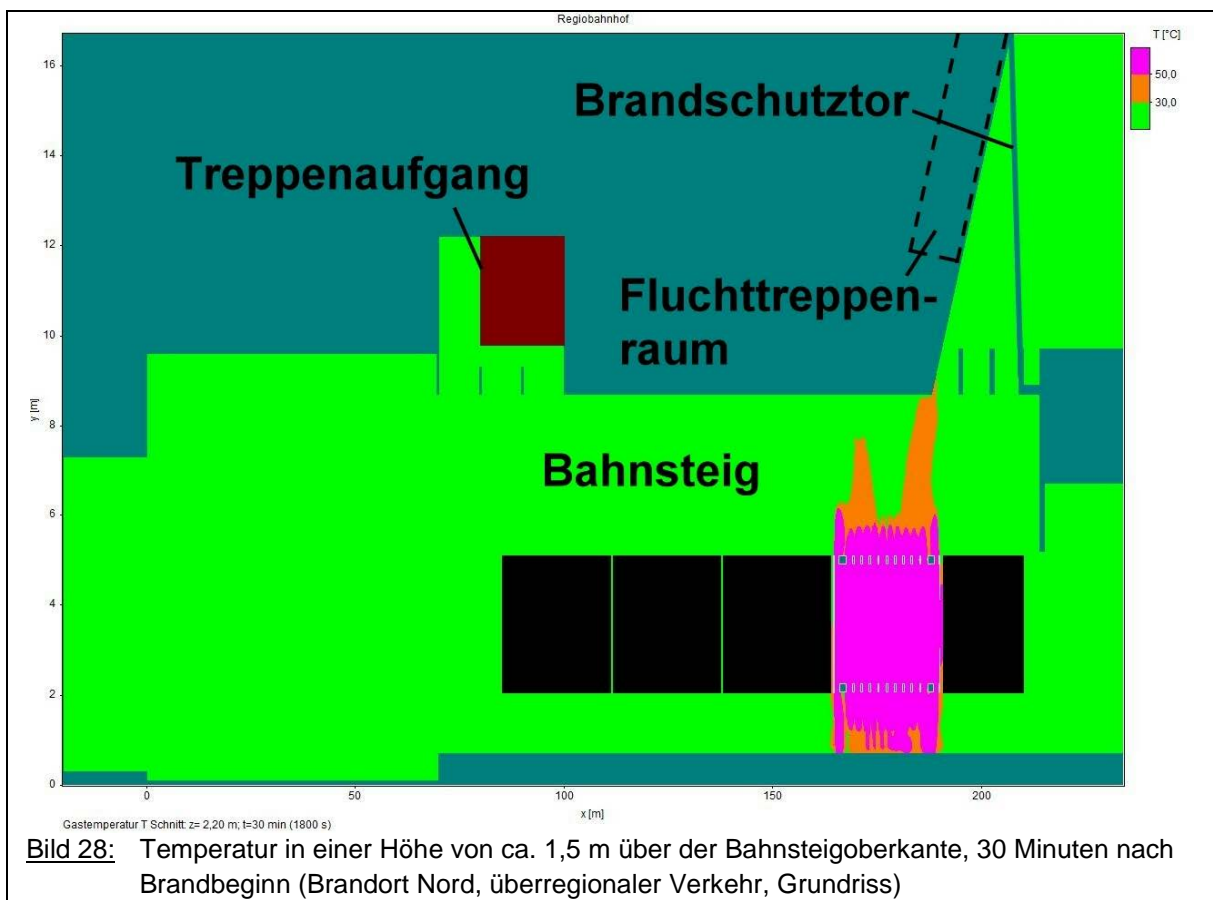 Regiobahnhof
T [°C]
50,0
30,0
16
14
12
10
8
6
4
2
0
y [m]
Brandschutztor
Treppenaufgang
Fluchttreppen-
raum
Bahnsteig
0
50
100
150
200
x [m]
Gastemperatur T Schnitt: z= 2,20 m; t=30 min (1800 s)
Bild 28: Temperatur in einer Höhe von ca. 1,5 m über der Bahnsteigoberkante, 30 Minuten nach
Brandbeginn (Brandort Nord, überregionaler Verkehr, Grundriss)